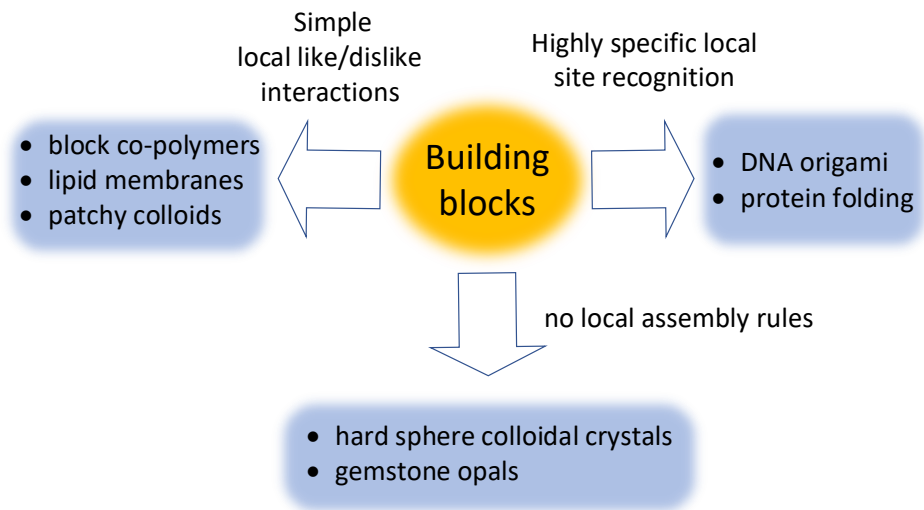 Simple
local like/dislike
interactions
Highly specific local
site recognition
• block co-polymers
• lipid membranes
• patchy colloids
Building
blocks
• DNA origami
• protein folding
no local assembly rules
• hard sphere colloidal crystals
• gemstone opals